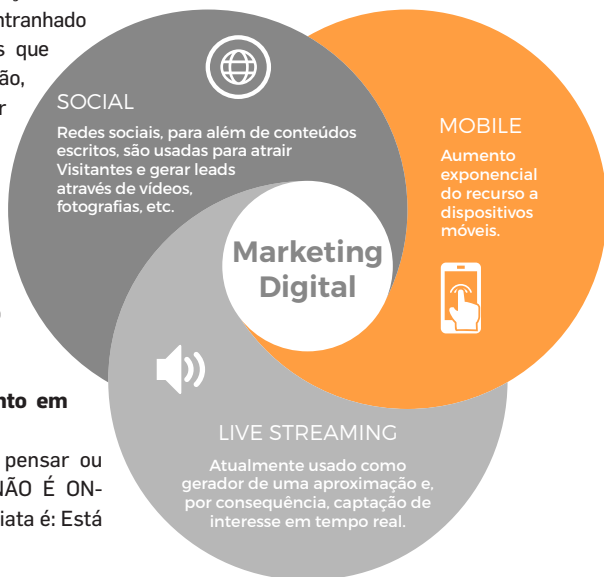 ntranhado
s que
ão,
r
nto em
pensar ou
NÃO É ON-
iata é: Está
SOCIAL
Redes sociais, para além de conteúdos
escritos, são usadas para atrair
Visitantes e gerar leads
através de vídeos,
fotografias, etc.
MOBILE
Aumento
exponencial
do recurso a
dispositivos
móveis.
Marketing
Digital
LIVE STREAMING
Atualmente usado como
gerador de uma aproximação e,
por consequência, captação de
interesse em tempo real.